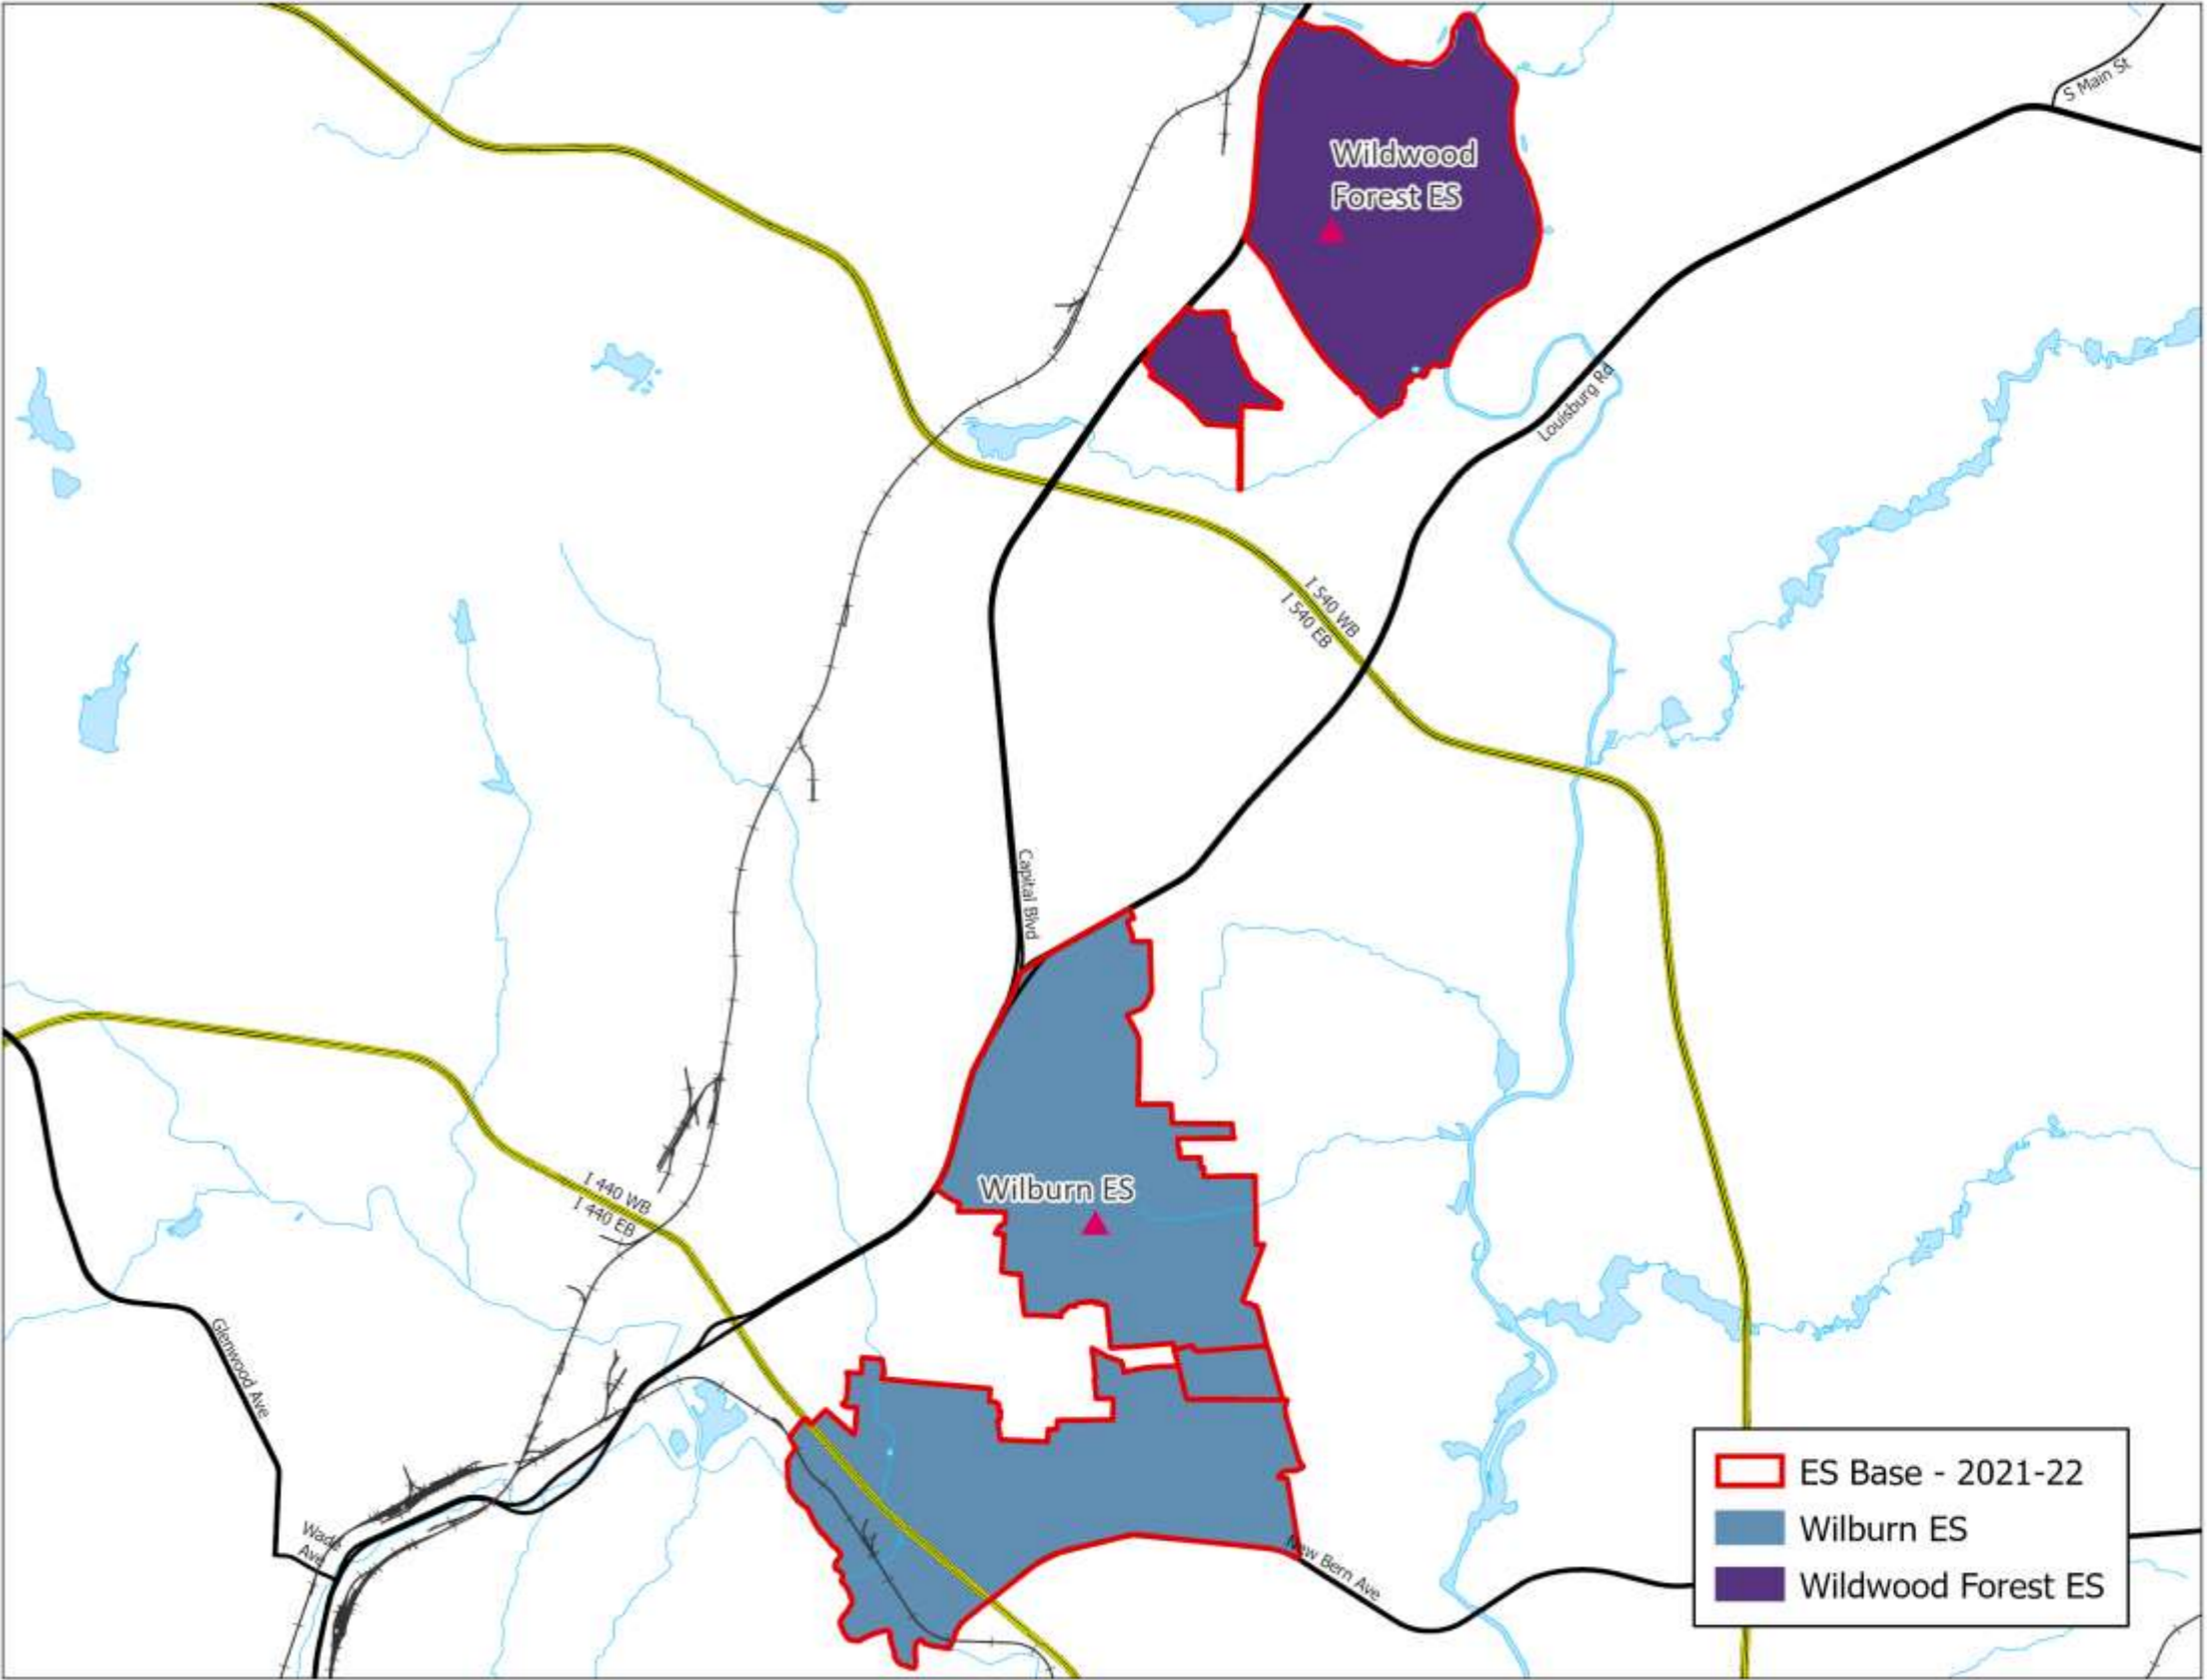 S Main St
Wildwood
Forest ES
Louisburg Rd
I 540 WB
I 540 EB
Capital Blvd
Wilburn ES
I 440 WB
I 440 EB
Glenwood Ave
Wade
Ave
New Bern Ave
ES Base - 2021-22
Wilburn ES
Wildwood Forest ES